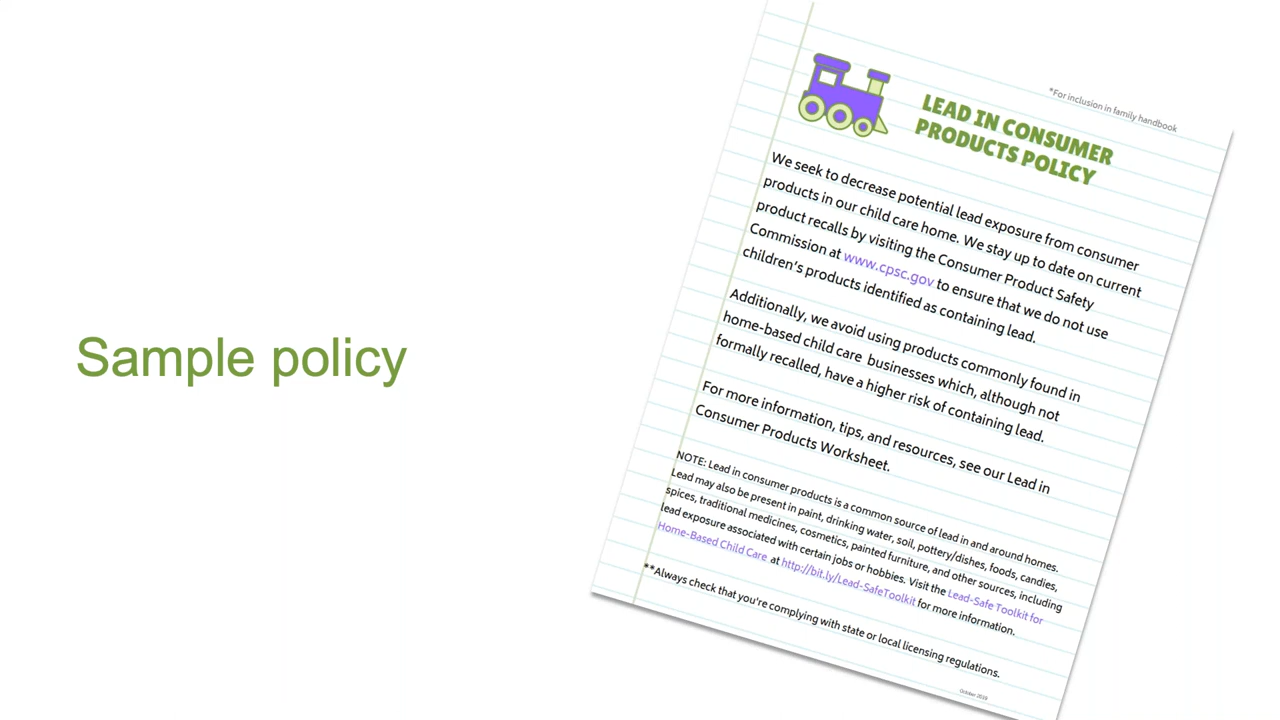 Sample policy
*For inclusion in family handbook
LEAD IN CONSUMER
PRODUCTS POLICY
We seek to decrease potential lead exposure from consumer
products in our child care home. We stay up to date on current
product recalls by visiting the Consumer Product Safety
Commission at www.cpsc.gov to ensure that we do not use
children's products identified as containing lead.
Additionally, we avoid using products commonly found in
home-based child care businesses which, although not
formally recalled, have a higher risk of containing lead.
For more information, tips, and resources, see our Lead in
Consumer Products Worksheet.
NOTE: Lead in consumer products is a common source of lead in and around homes.
Lead may also be present in paint, drinking water, soil, pottery/dishes, foods, candies,
spices, traditional medicines, cosmetics, painted furniture, and other sources, including
lead exposure associated with certain jobs or hobbies. Visit the Lead-Safe Toolkit for
Home-Based Child Care at http://bit.ly/Lead-SafeToolkit for more information.
**Always check that you're complying with state or local licensing regulations.
October 2019